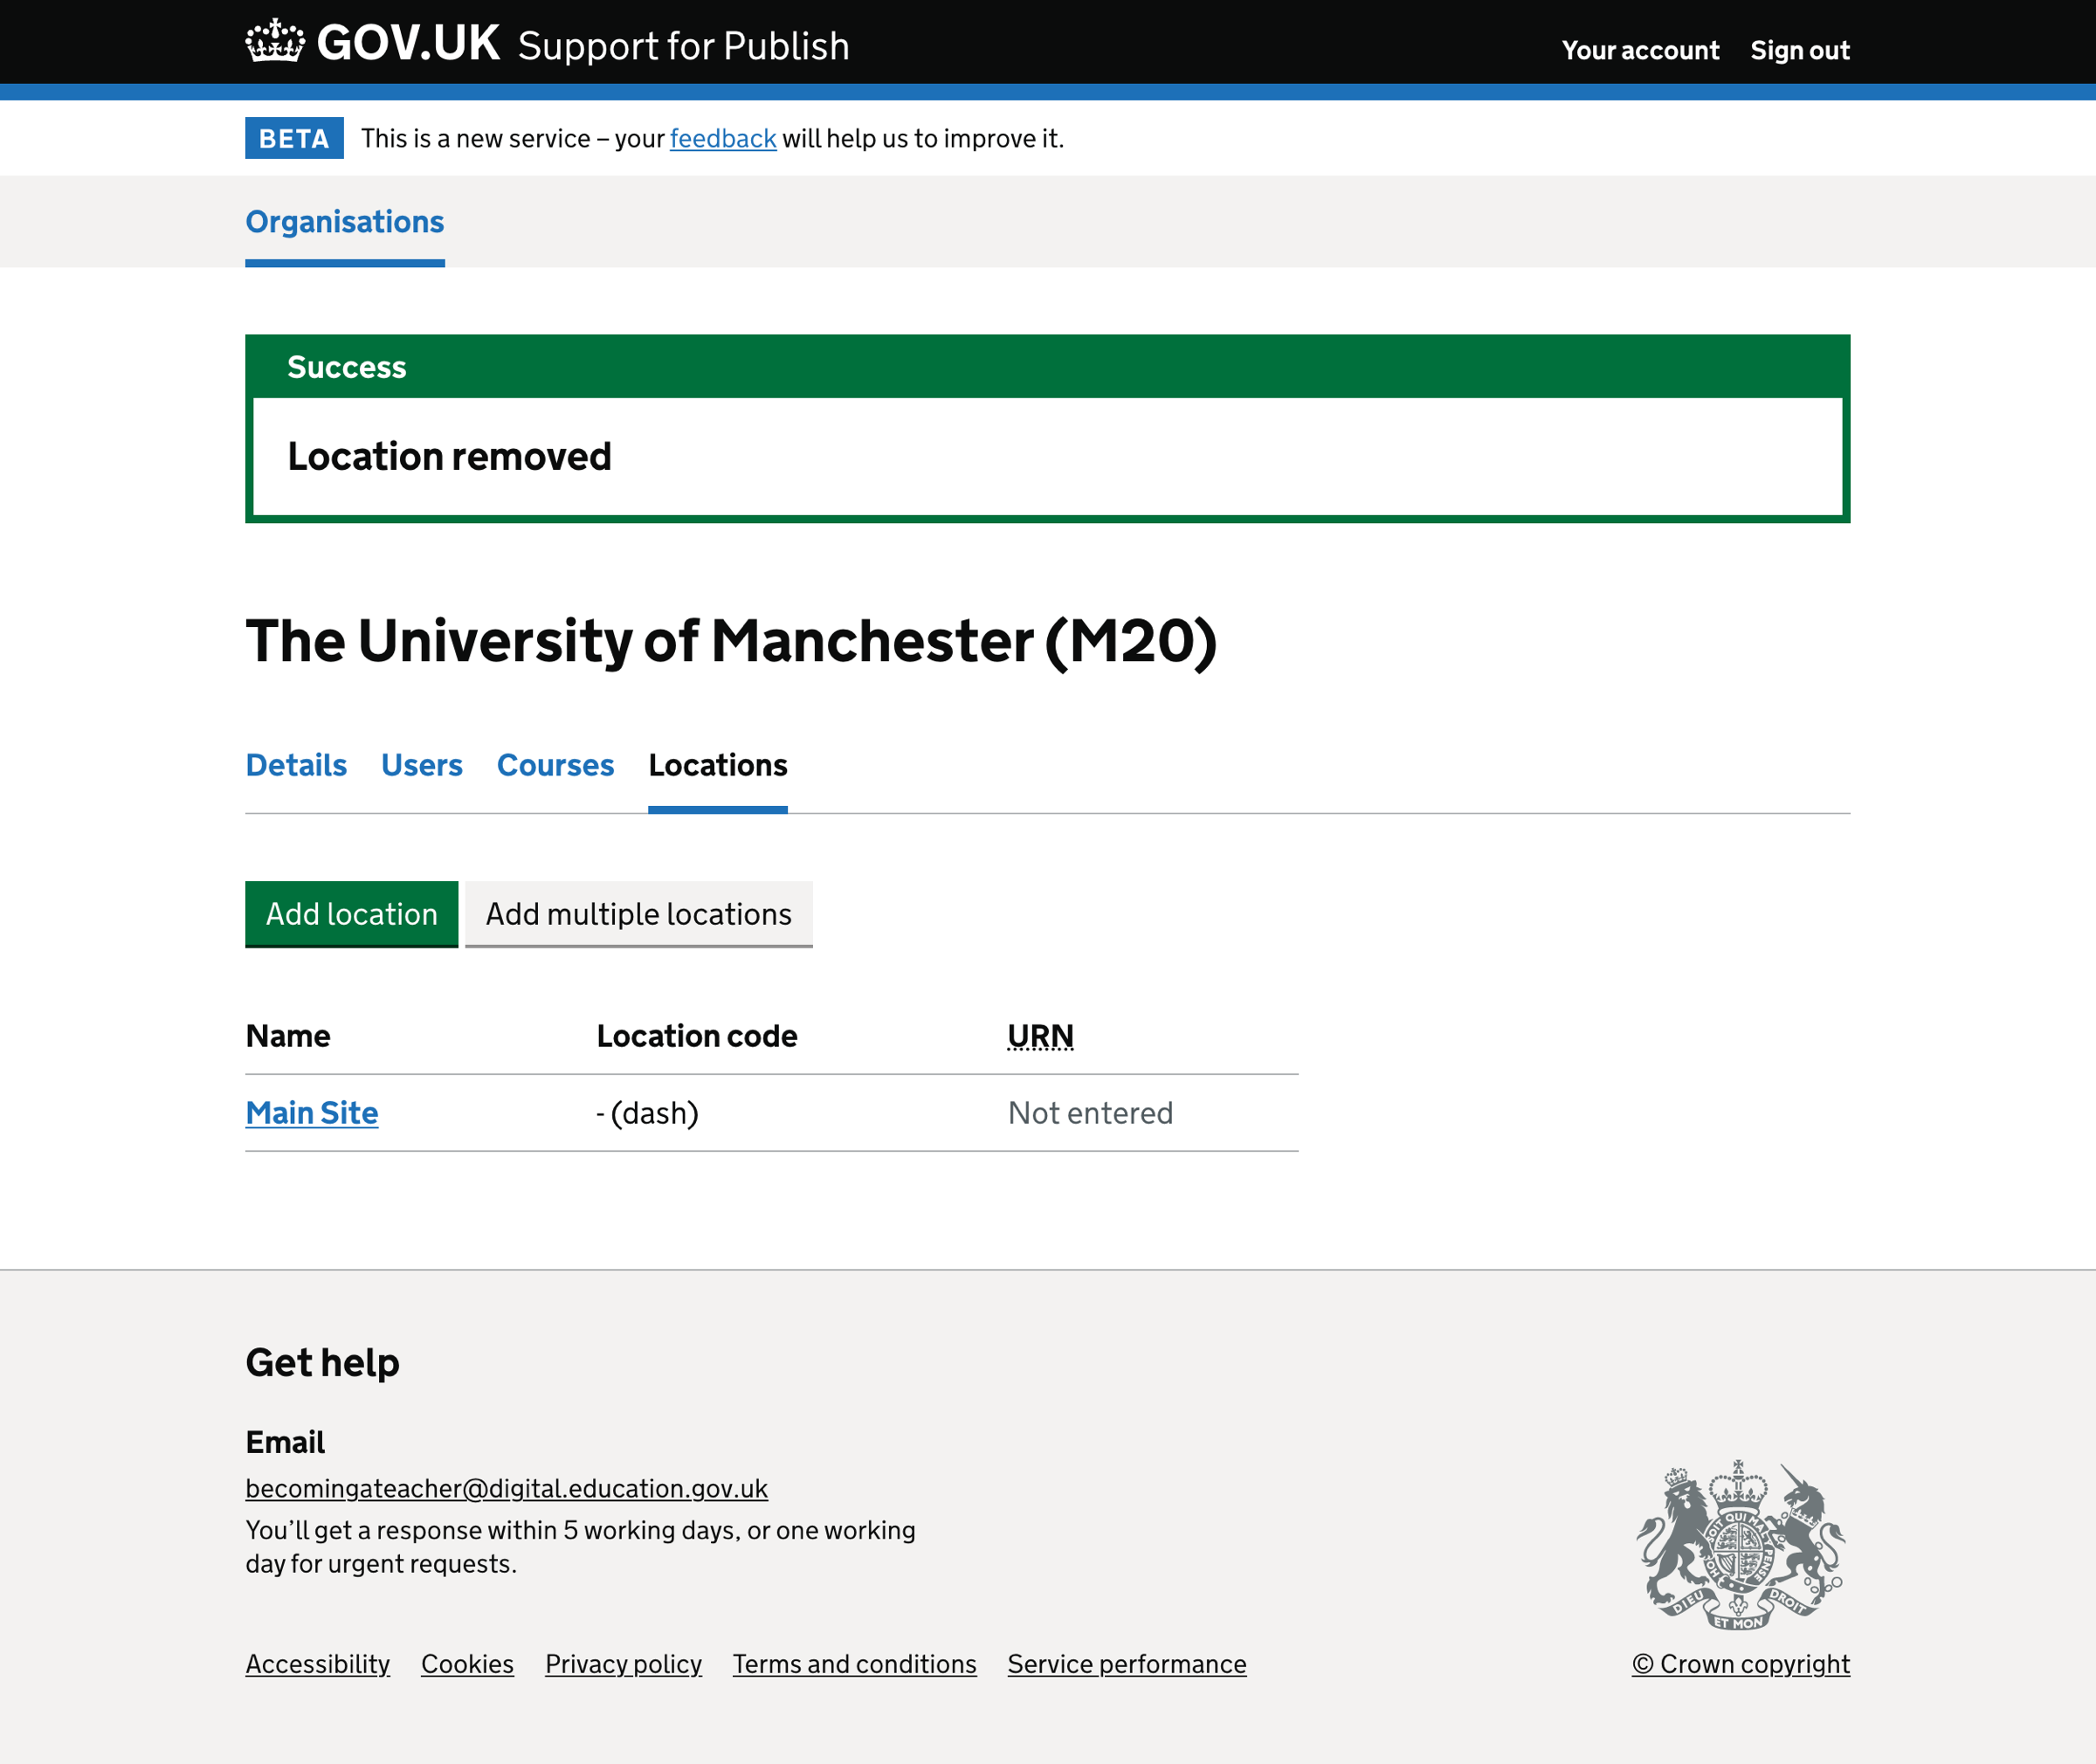 GOV.UK Support for Publish
Your account Sign out
BETA This is a new service – your feedback will help us to improve it.
Organisations
Success
Location removed
The University of Manchester (M20)
Details Users Courses Locations
Add location Add multiple locations
Name Location code URN
Main Site - (dash) Not entered
Get help
Email
becomingateacher@digital.education.gov.uk
You’ll get a response within 5 working days, or one working
day for urgent requests.
DIEU ET MON DROIT
Accessibility Cookies Privacy policy Terms and conditions Service performance
© Crown copyright